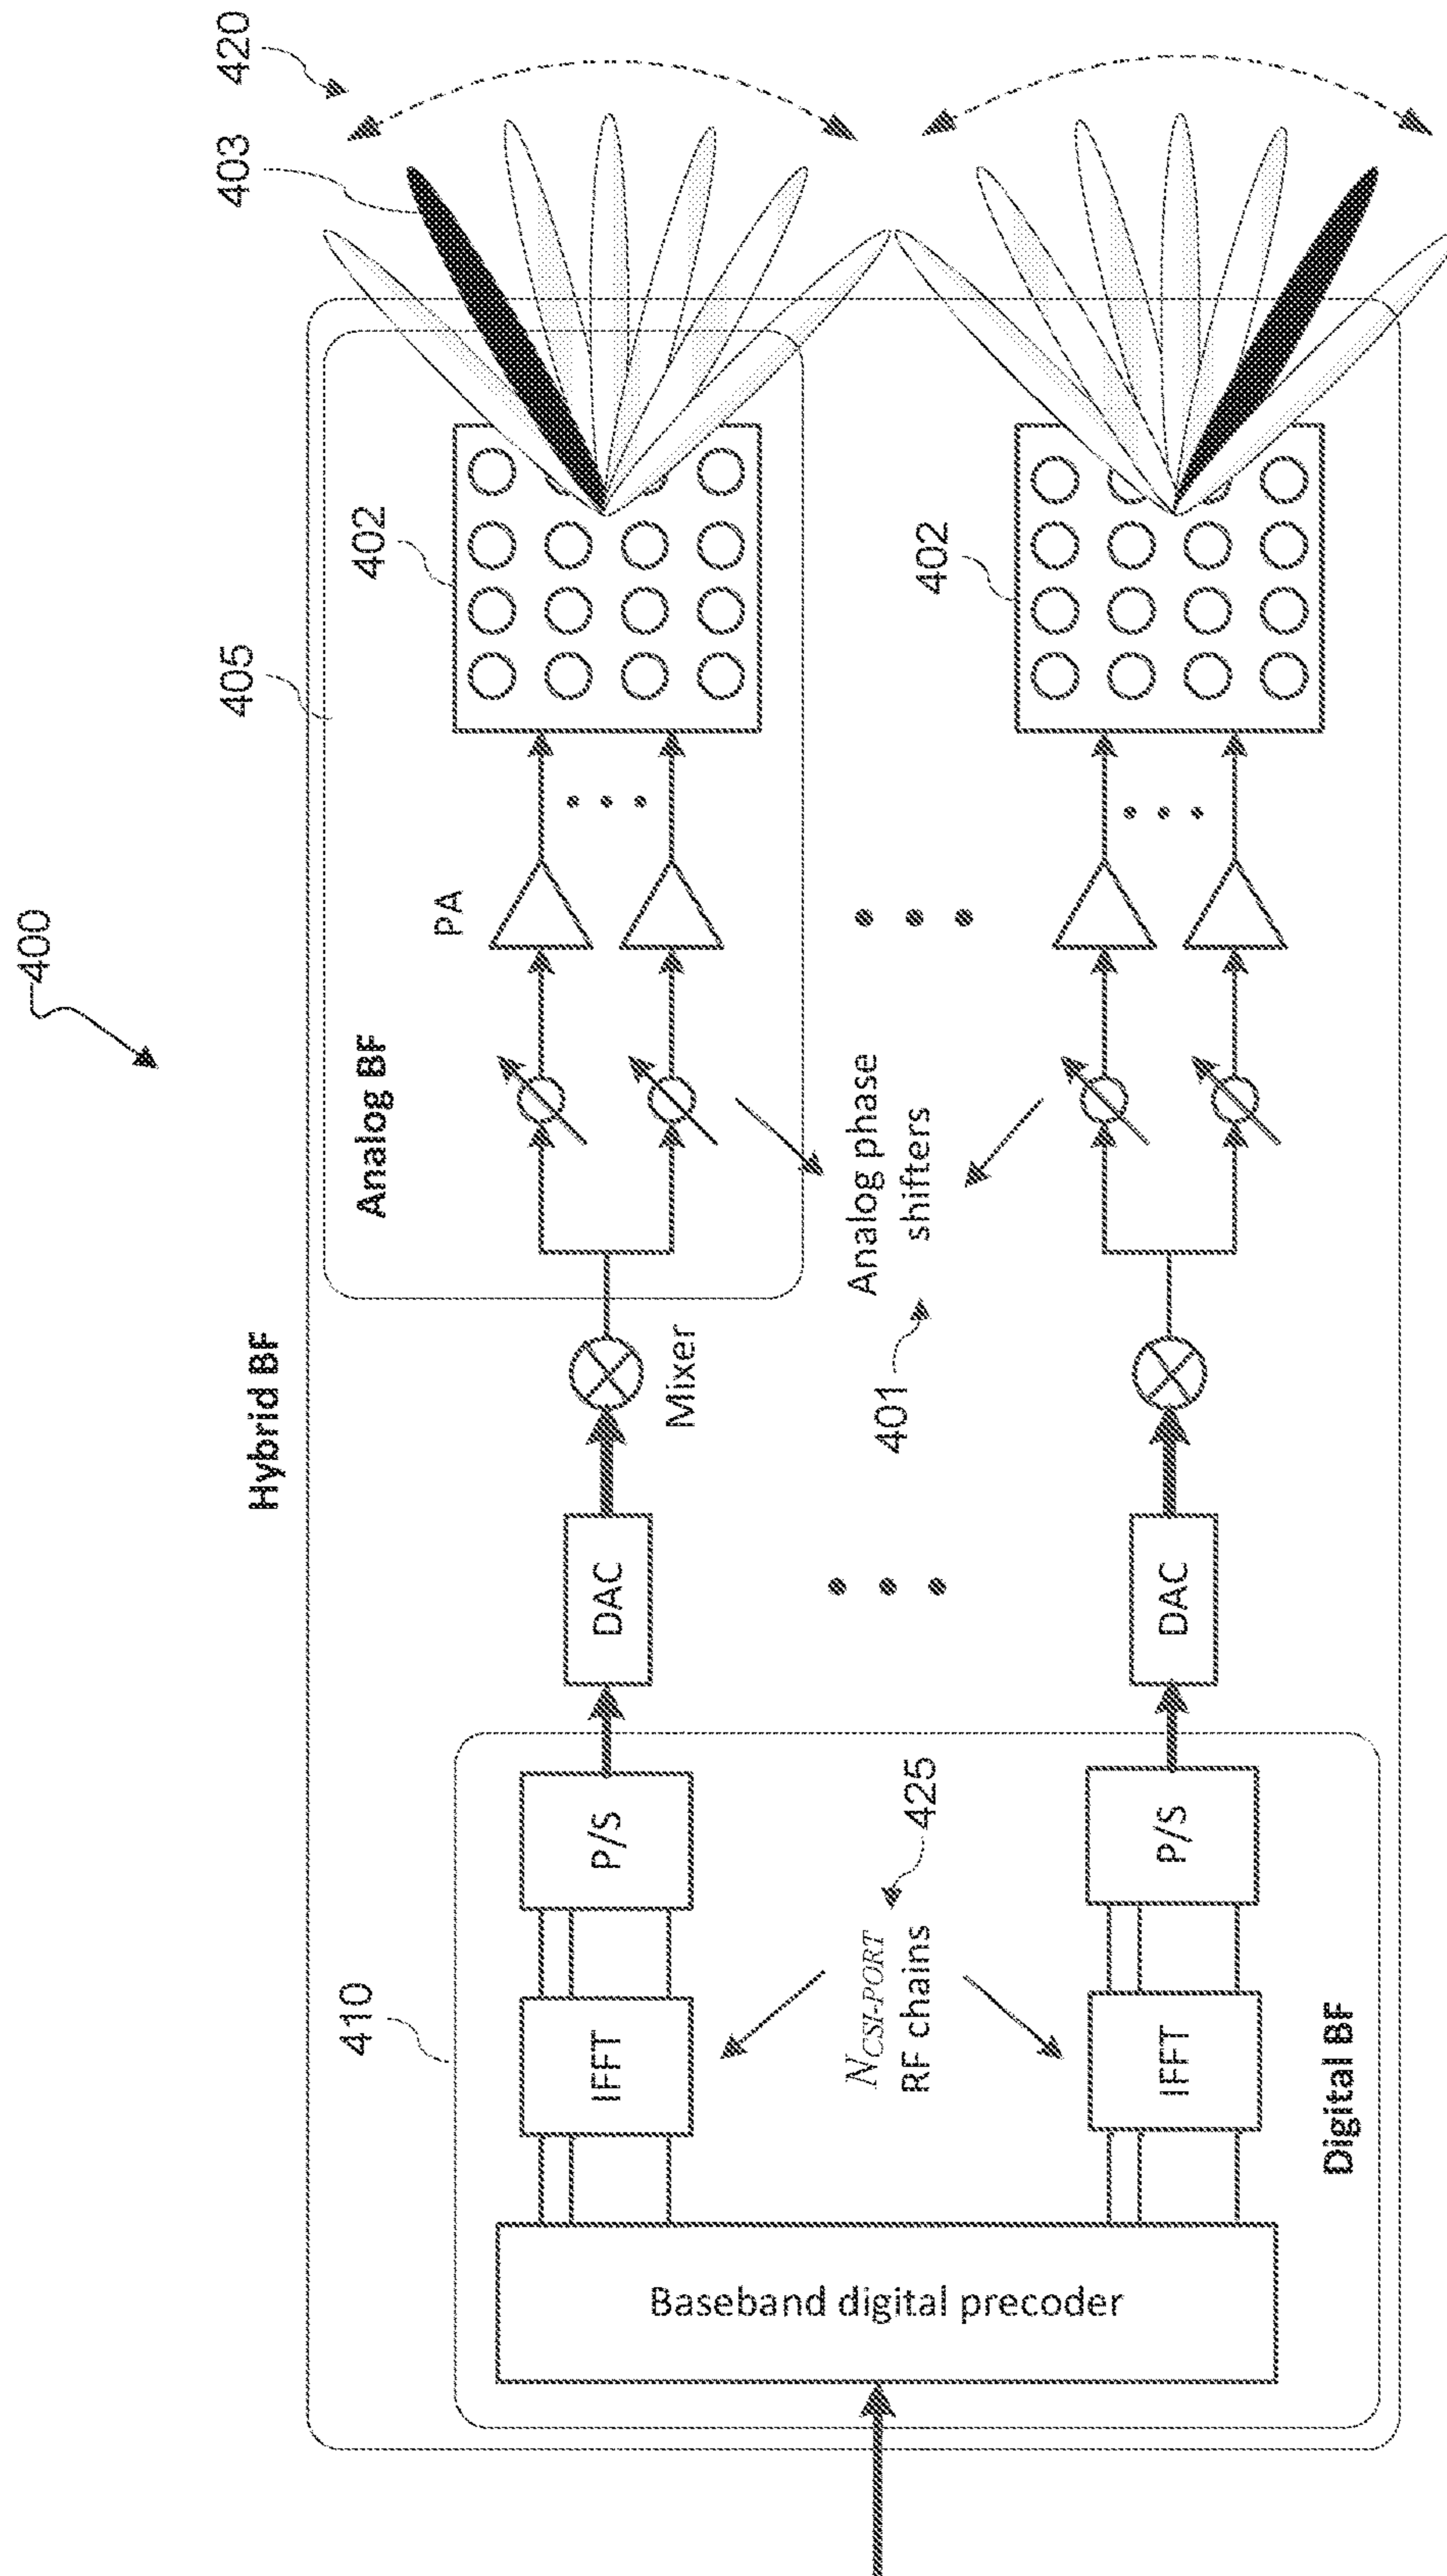 400
Hybrid BF
405
403
420
Analog BF
PA
402
Mixer
410
IFFT
P/S
DAC
Baseband digital precoder
N_CSI-PORT
RF chains
425
401
Analog phase
shifters
402
IFFT
P/S
DAC
Digital BF